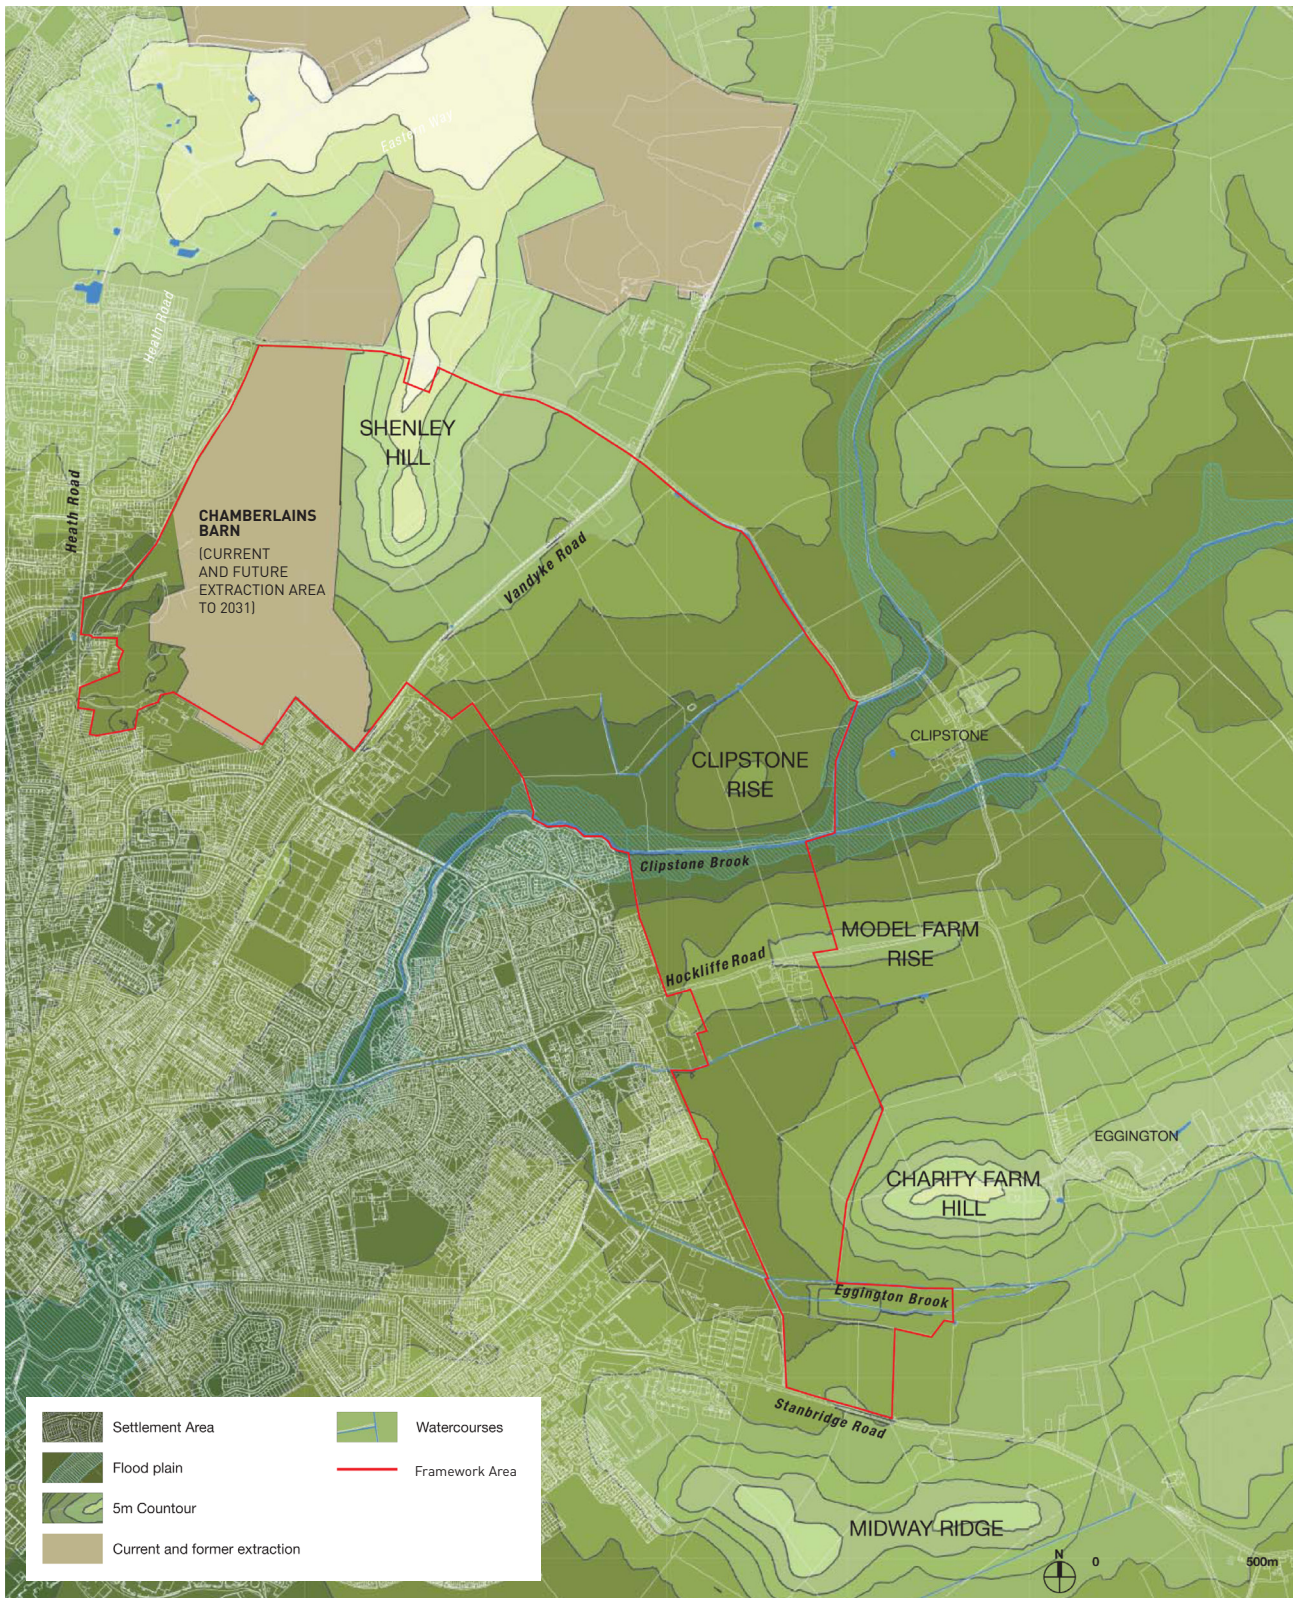 Eastern Way
Heath Road
SHENLEY
HILL
Heath Road
CHAMBERLAINS
BARN
(CURRENT
AND FUTURE
EXTRACTION AREA
TO 2031)
Vandyke Road
CLIPSTONE
CLIPSTONE
RISE
Clipstone Brook
MODEL FARM
RISE
Hockliffe Road
EGGINGTON
CHARITY FARM
HILL
Eggington Brook
Stanbridge Road
MIDWAY RIDGE
Settlement Area
Flood plain
5m Countour
Current and former extraction
Watercourses
Framework Area
N
0
500m